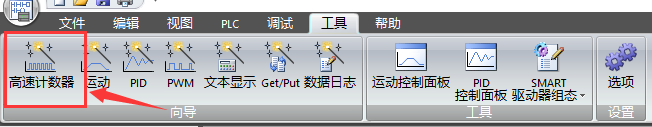 文件 编辑 视图 PLC 调试 工具 帮助
高速计数器 运动 PID PWM 文本显示 Get/Put 数据日志 运动控制面板 PID 控制面板 SMART 驱动器组态 选项
向导 工具 设置